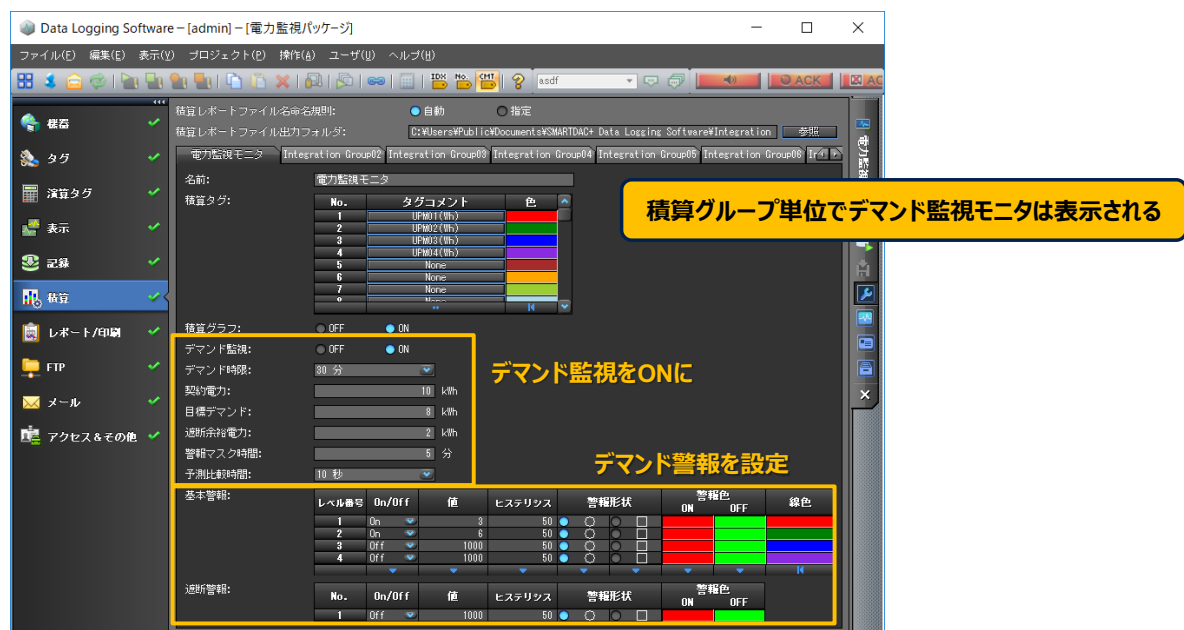 Data Logging Software – [admin] – [電力監視パッケージ]
ファイル(F) 編集(E) 表示(V) プロジェクト(P) 操作(A) ユーザ(U) ヘルプ(H)
IDX No. CMT asdf ACK AC
積算レポートファイル名命名規則: 自動 指定
積算レポートファイル出力フォルダ: C:¥Users¥Public¥Documents¥SMARTDAC+ Data Logging Software¥Integration 参照
電力監視モニタ Integration Group02 Integration Group03 Integration Group04 Integration Group05 Integration Group06
機器
タグ
演算タグ
表示
記録
積算
レポート/印刷
FTP
メール
アクセス&その他
名前: 電力監視モニタ
積算タグ:
No. タグコメント 色
1 UPM01(Wh)
2 UPM02(Wh)
3 UPM03(Wh)
4 UPM04(Wh)
5 None
6 None
7 None
積算グループ単位でデマンド監視モニタは表示される
積算グラフ: OFF ON
デマンド監視: OFF ON
デマンド時限: 30 分
契約電力: 10 kWh
目標デマンド: 8 kWh
遮断余裕電力: 2 kWh
警報マスク時間: 5 分
予測比較時間: 10 秒
デマンド監視をONに
デマンド警報を設定
基本警報:
レベル番号 On/Off 値 ヒステリシス 警報形状 警報色 ON OFF 線色
1 On 3 50
2 On 6 50
3 Off 1000 50
4 Off 1000 50
遮断警報:
No. On/Off 値 ヒステリシス 警報形状 警報色 ON OFF
1 Off 1000 50